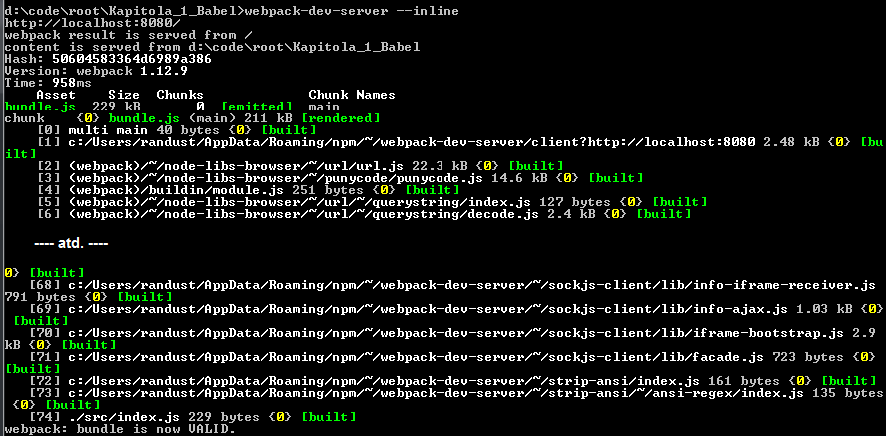 d:\code\root\Kapitola_1_Babel>webpack-dev-server --inline
http://localhost:8080/
webpack result is served from /
content is served from d:\code\root\Kapitola_1_Babel
Hash: 50604583364d6989a386
Version: webpack 1.12.9
Time: 958ms
Asset Size Chunks Chunk Names
bundle.js 229 kB 0 [emitted] main
chunk {0} bundle.js (main) 211 kB [rendered]
[0] multi main 40 bytes {0} [built]
[1] c:/Users/randust/AppData/Roaming/npm/~/webpack-dev-server/client?http://localhost:8080 2.48 kB {0} [bu
ilt]
[2] (webpack)/~/node-libs-browser/~/url/url.js 22.3 kB {0} [built]
[3] (webpack)/~/node-libs-browser/~/punycode/punycode.js 14.6 kB {0} [built]
[4] (webpack)/buildin/module.js 251 bytes {0} [built]
[5] (webpack)/~/node-libs-browser/~/url/~/querystring/index.js 127 bytes {0} [built]
[6] (webpack)/~/node-libs-browser/~/url/~/querystring/decode.js 2.4 kB {0} [built]
---- atd. ----
0} [built]
[68] c:/Users/randust/AppData/Roaming/npm/~/webpack-dev-server/~/sockjs-client/lib/info-iframe-receiver.js
791 bytes {0} [built]
[69] c:/Users/randust/AppData/Roaming/npm/~/webpack-dev-server/~/sockjs-client/lib/info-ajax.js 1.03 kB {0}
[built]
[70] c:/Users/randust/AppData/Roaming/npm/~/webpack-dev-server/~/sockjs-client/lib/iframe-bootstrap.js 2.9
kB {0} [built]
[71] c:/Users/randust/AppData/Roaming/npm/~/webpack-dev-server/~/sockjs-client/lib/facade.js 723 bytes {0}
[built]
[72] c:/Users/randust/AppData/Roaming/npm/~/webpack-dev-server/~/strip-ansi/index.js 161 bytes {0} [built]
[73] c:/Users/randust/AppData/Roaming/npm/~/webpack-dev-server/~/strip-ansi/~/ansi-regex/index.js 135 bytes
{0} [built]
[74] ./src/index.js 229 bytes {0} [built]
webpack: bundle is now VALID.